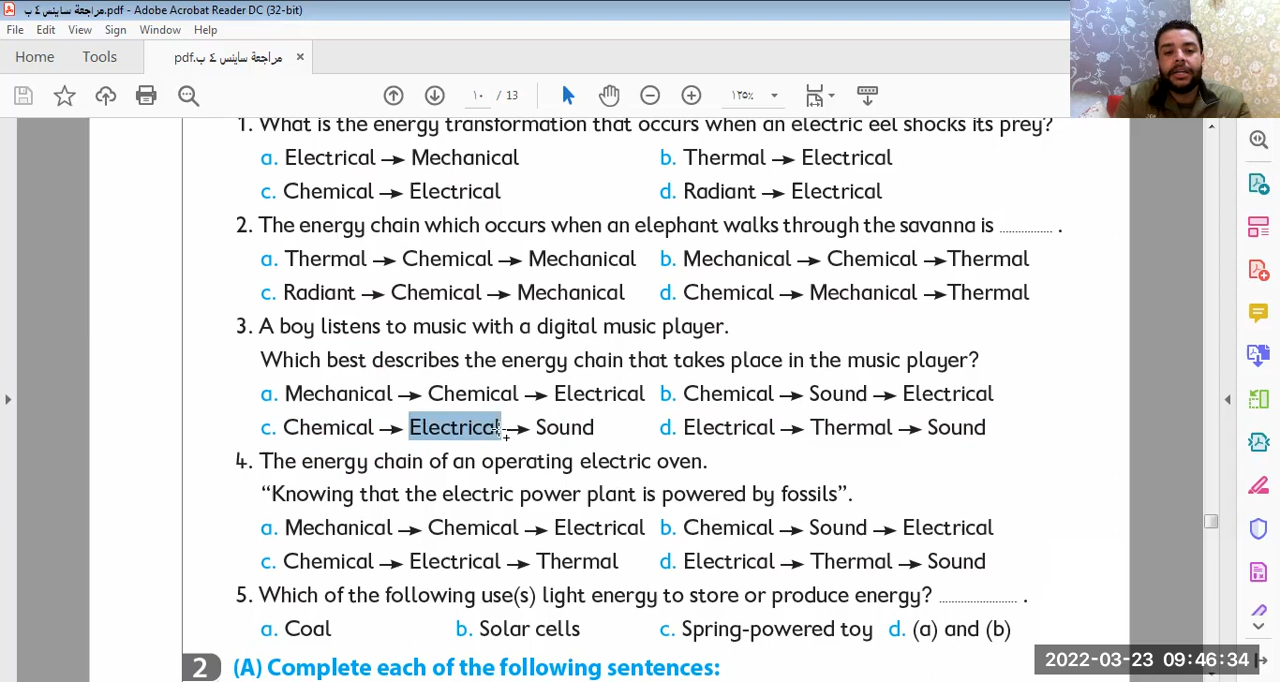 مراجعة ساينس ٤ ب.pdf - Adobe Acrobat Reader DC (32-bit)
File Edit View Sign Window Help
Home Tools مراجعة ساينس ٤ ب.pdf ×
١٠ / 13 ١٢٥%
1. What is the energy transformation that occurs when an electric eel shocks its prey?
a. Electrical → Mechanical b. Thermal → Electrical
c. Chemical → Electrical d. Radiant → Electrical
2. The energy chain which occurs when an elephant walks through the savanna is ................ .
a. Thermal → Chemical → Mechanical b. Mechanical → Chemical → Thermal
c. Radiant → Chemical → Mechanical d. Chemical → Mechanical → Thermal
3. A boy listens to music with a digital music player.
Which best describes the energy chain that takes place in the music player?
a. Mechanical → Chemical → Electrical b. Chemical → Sound → Electrical
c. Chemical → Electrical → Sound d. Electrical → Thermal → Sound
4. The energy chain of an operating electric oven.
“Knowing that the electric power plant is powered by fossils”.
a. Mechanical → Chemical → Electrical b. Chemical → Sound → Electrical
c. Chemical → Electrical → Thermal d. Electrical → Thermal → Sound
5. Which of the following use(s) light energy to store or produce energy? ........................ .
a. Coal b. Solar cells c. Spring-powered toy d. (a) and (b)
2 (A) Complete each of the following sentences:
2022-03-23 09:46:34